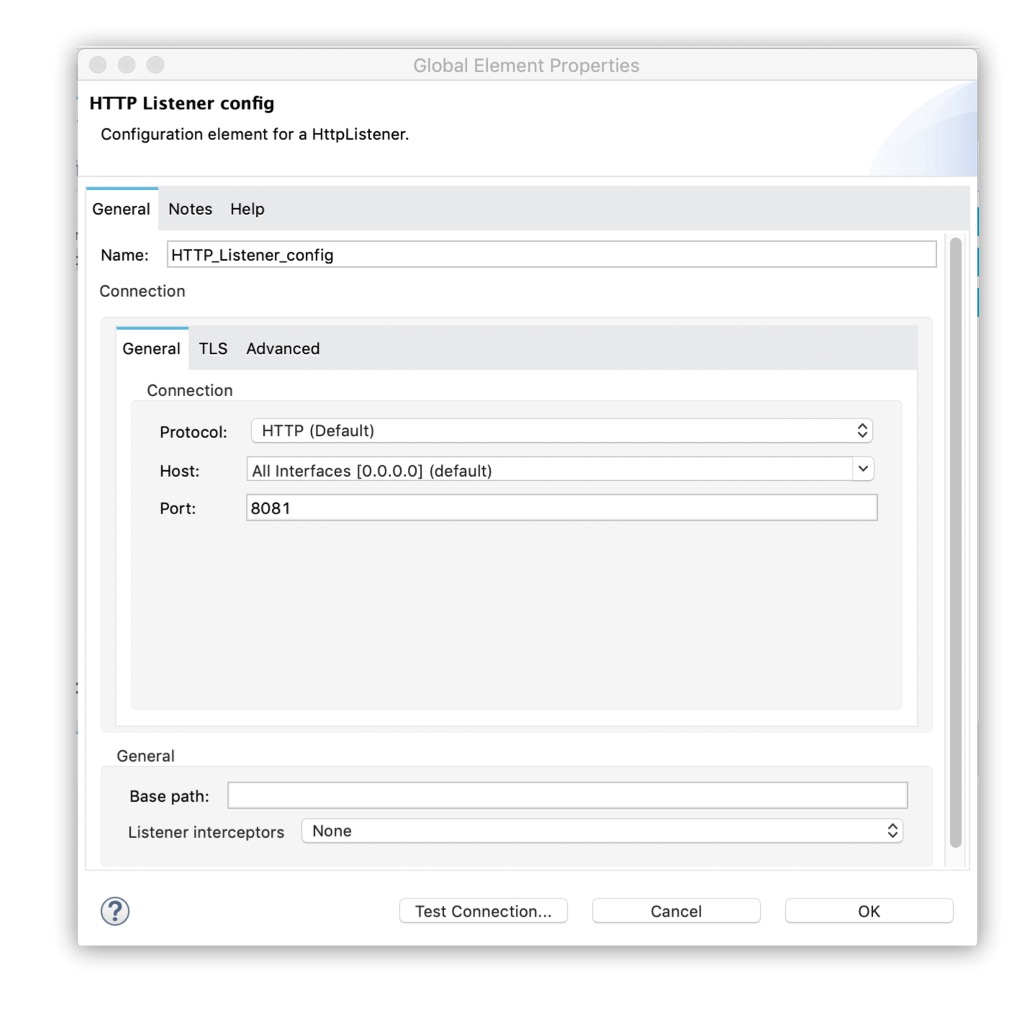 Global Element Properties
HTTP Listener config
Configuration element for a HttpListener.
General Notes Help
Name: HTTP_Listener_config
Connection
General TLS Advanced
Connection
Protocol: HTTP (Default)
Host: All Interfaces [0.0.0.0] (default)
Port: 8081
General
Base path:
Listener interceptors None
? Test Connection... Cancel OK